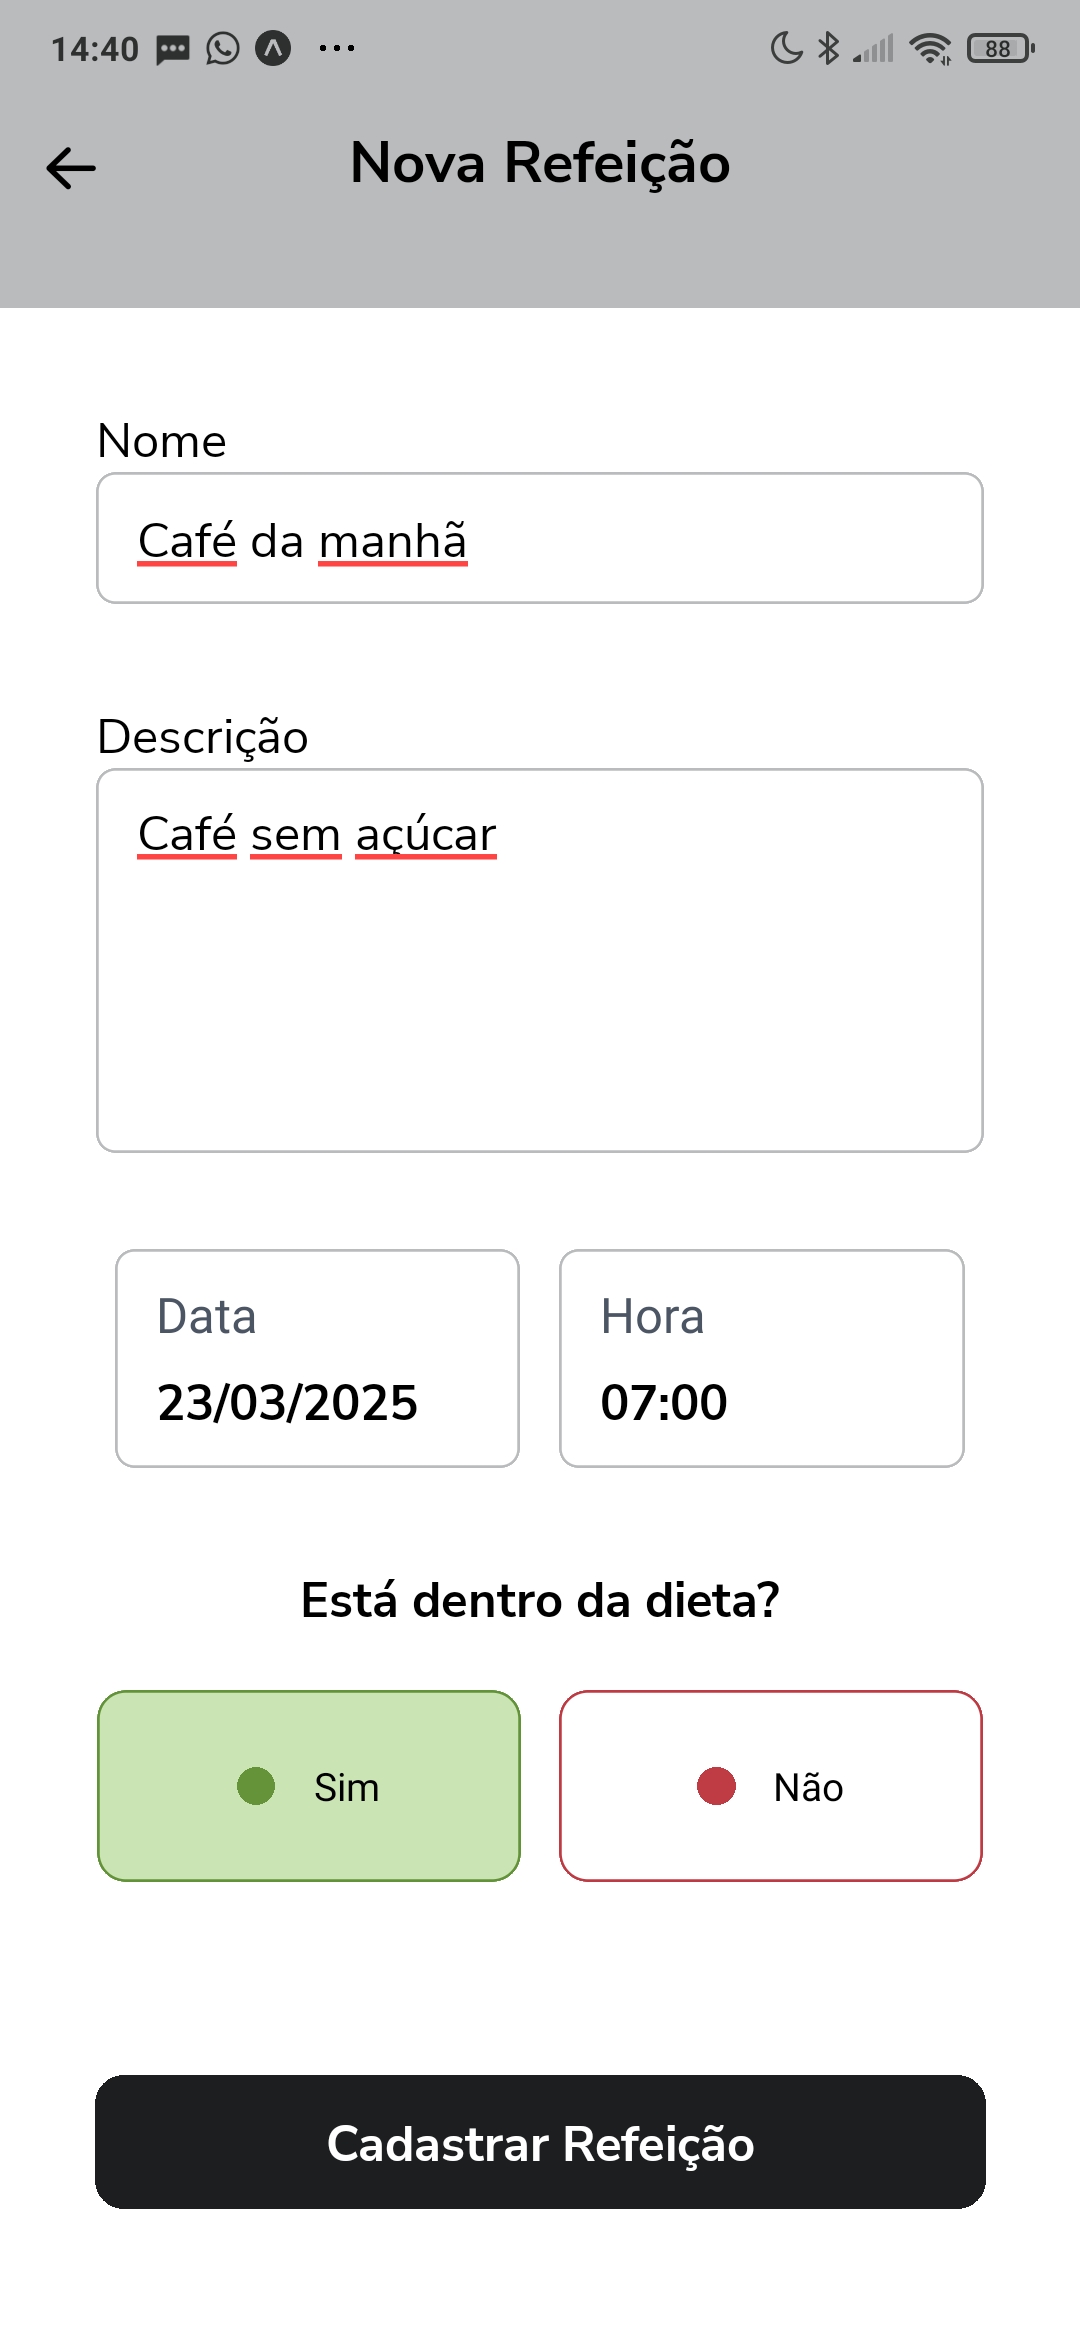 14:40
88
Nova Refeição
Nome
Café da manhã
Descrição
Café sem açúcar
Data
Hora
23/03/2025
07:00
Está dentro da dieta?
Sim
Não
Cadastrar Refeição